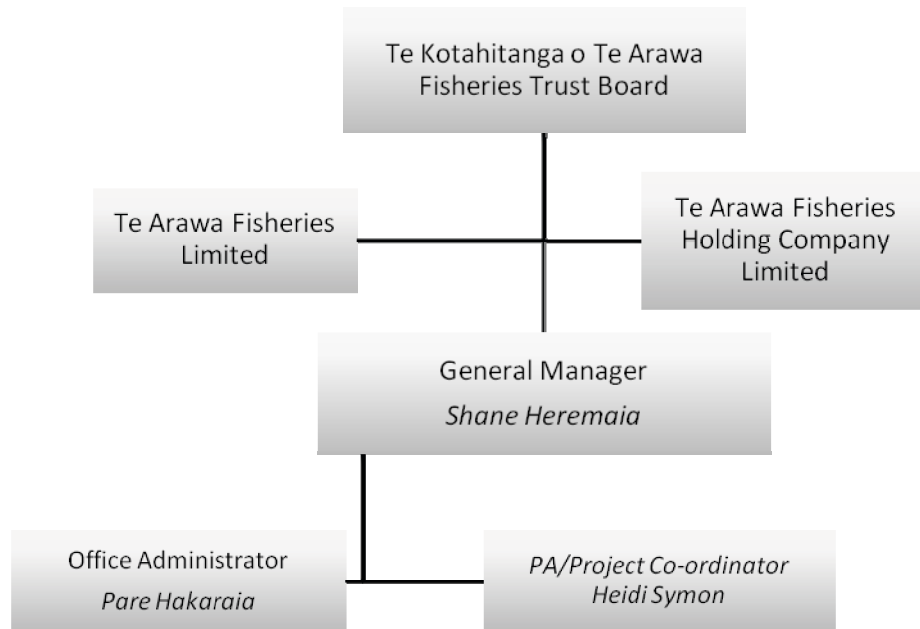 Te Kotahitanga o Te Arawa
Fisheries Trust Board
Te Arawa Fisheries
Limited
Te Arawa Fisheries
Holding Company
Limited
General Manager
Shane Heremaia
Office Administrator
Pare Hakaraia
PA/Project Co-ordinator
Heidi Symon